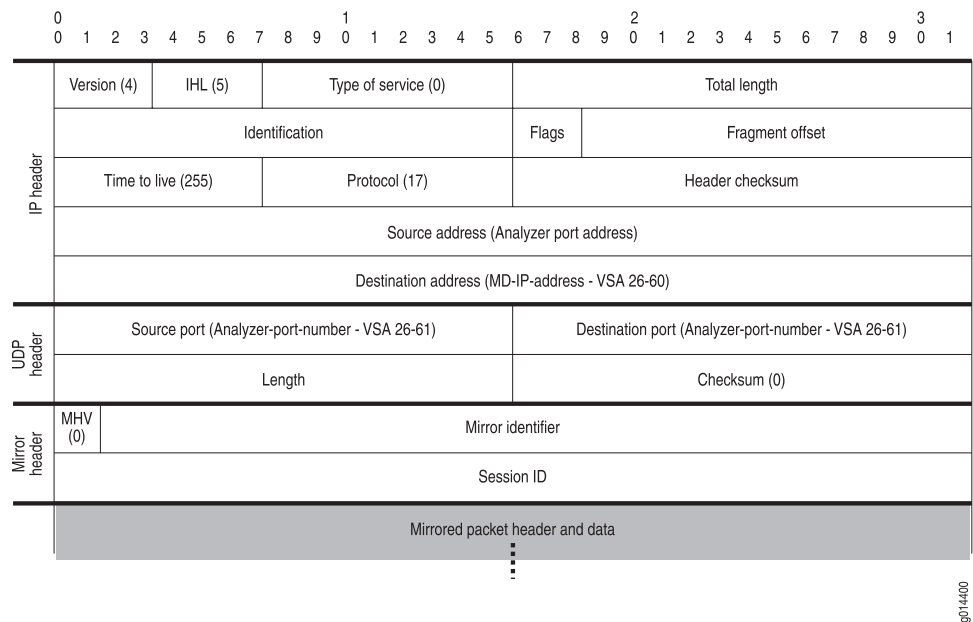 0 1 2 3
0 1 2 3 4 5 6 7 8 9 0 1 2 3 4 5 6 7 8 9 0 1 2 3 4 5 6 7 8 9 0 1
IP header
Version (4) IHL (5) Type of service (0) Total length
Identification Flags Fragment offset
Time to live (255) Protocol (17) Header checksum
Source address (Analyzer port address)
Destination address (MD-IP-address - VSA 26-60)
UDP
header
Source port (Analyzer-port-number - VSA 26-61) Destination port (Analyzer-port-number - VSA 26-61)
Length Checksum (0)
Mirror
header
MHV
(0)
Mirror identifier
Session ID
Mirrored packet header and data
g014400